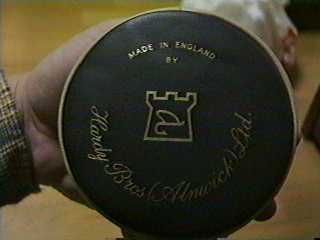 MADE IN ENGLAND
BY
a
Hardy Bros (Alnwick) Ltd.